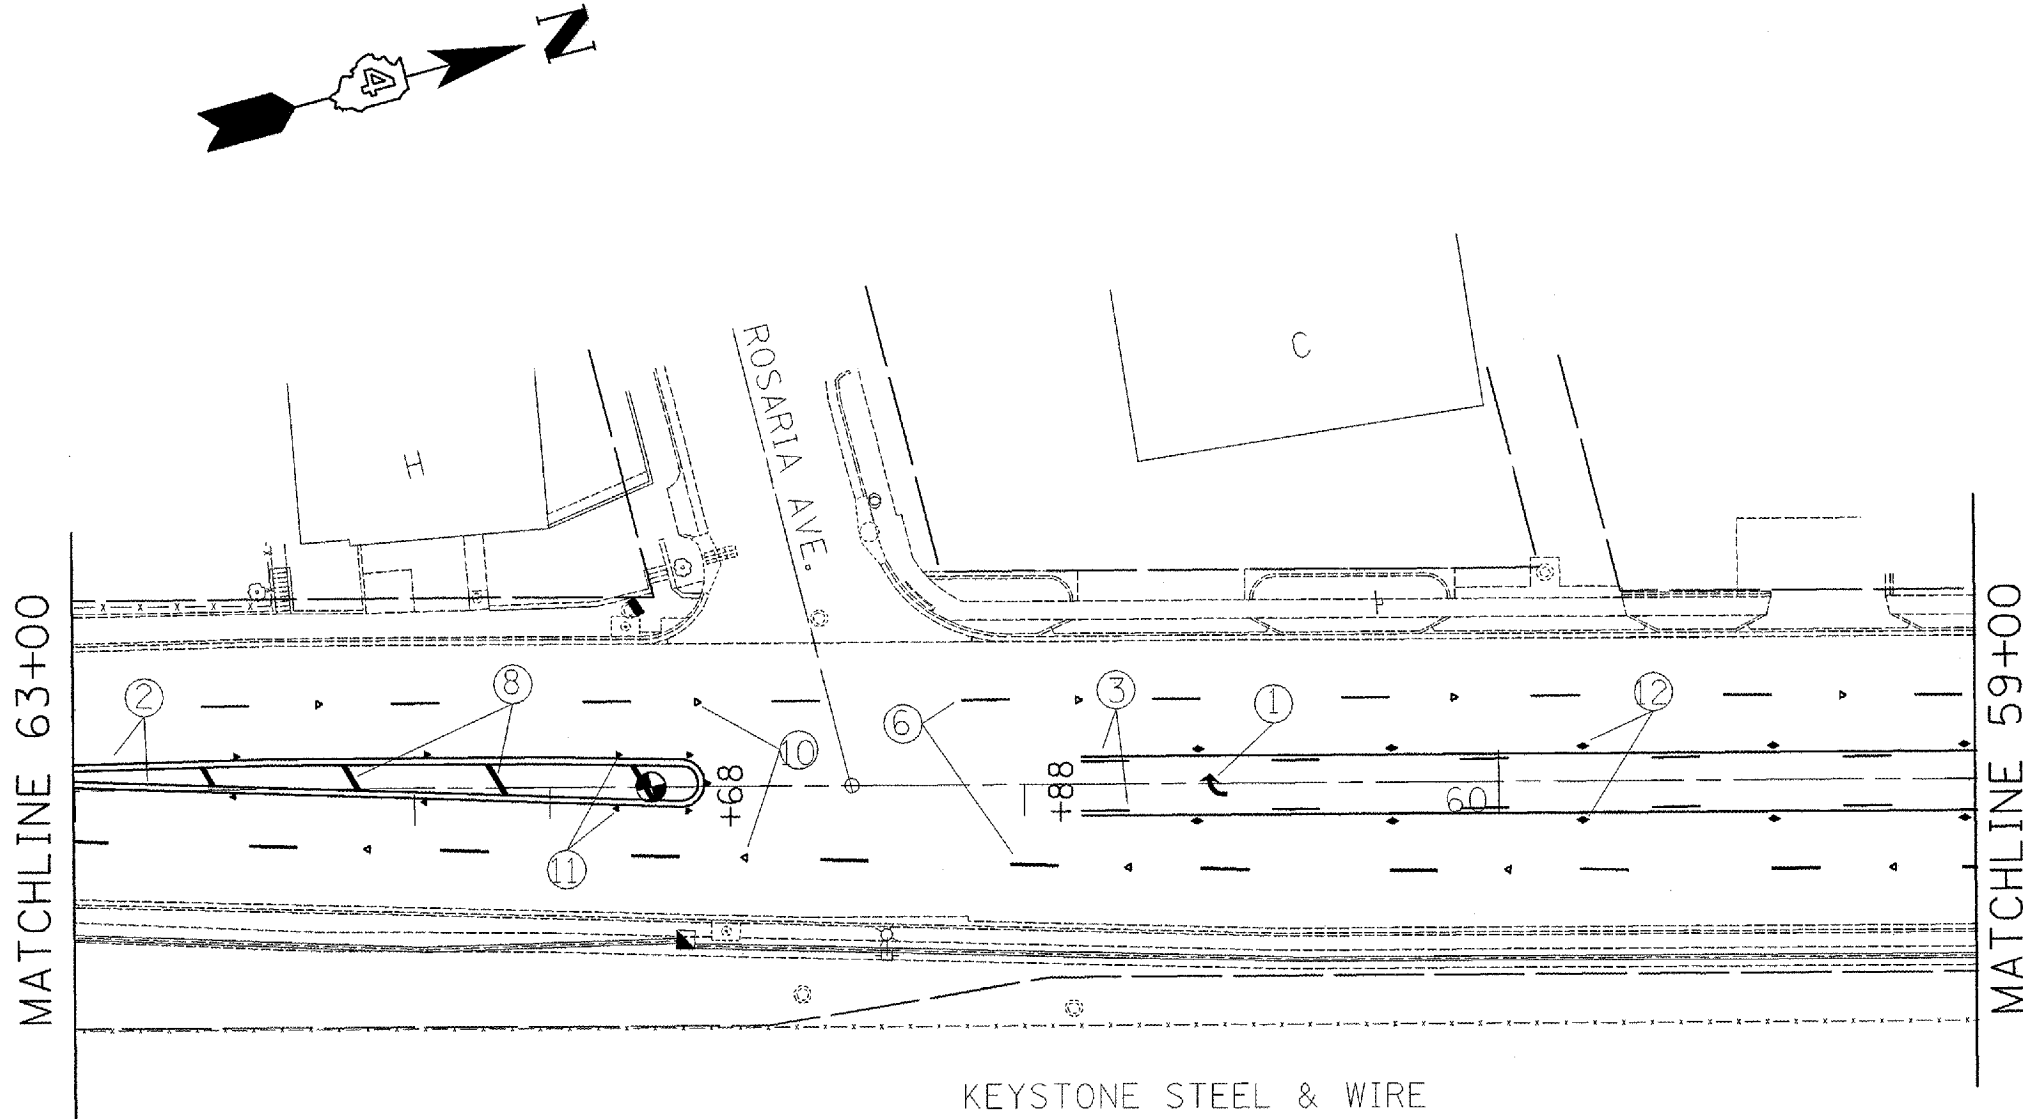 N
4
ROSARIA AVE.
C
H
MATCHLINE 63+00
MATCHLINE 59+00
2
8
10
6
3
1
12
+68
+88
60
11
KEYSTONE STEEL & WIRE